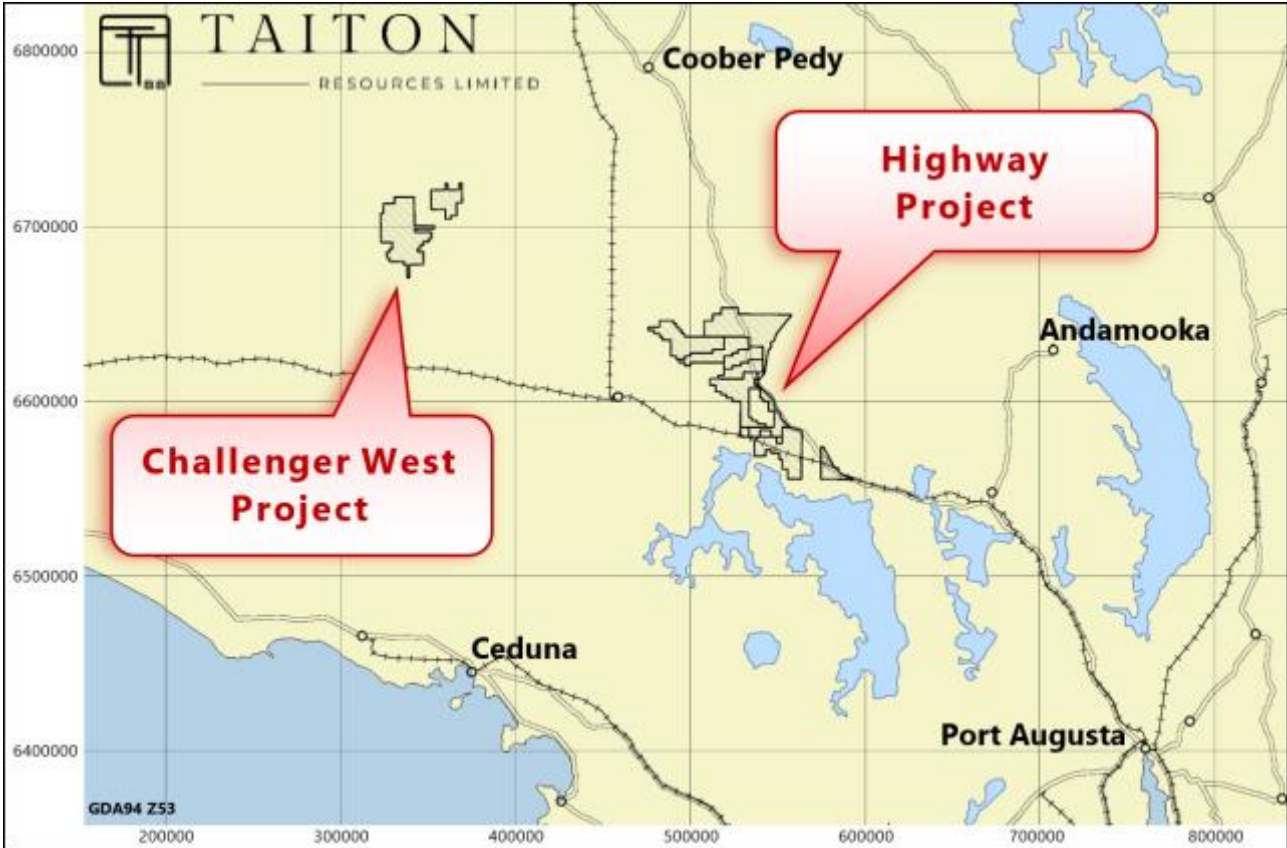 TAITON
RESOURCES LIMITED
BB
6800000
Coober Pedy
Highway
Project
6700000
Andamooka
6600000
Challenger West
Project
6500000
Ceduna
6400000
Port Augusta
GDA94 Z53
200000
300000
400000
500000
600000
700000
800000